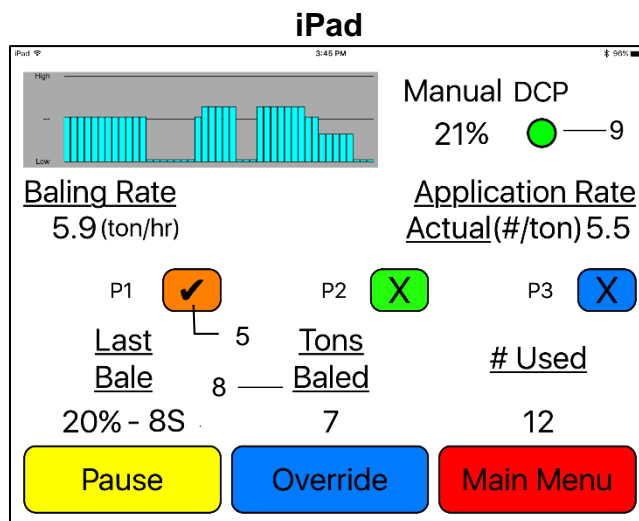 iPad
iPad 3:45 PM 96%
High
---
Low
Manual DCP
21% 9
Baling Rate
5.9 (ton/hr)
Application Rate
Actual(#/ton) 5.5
P1 ✔ P2 X P3 X
5
Last
Bale
20% - 8S
8
Tons
Baled
7
# Used
12
Pause Override Main Menu